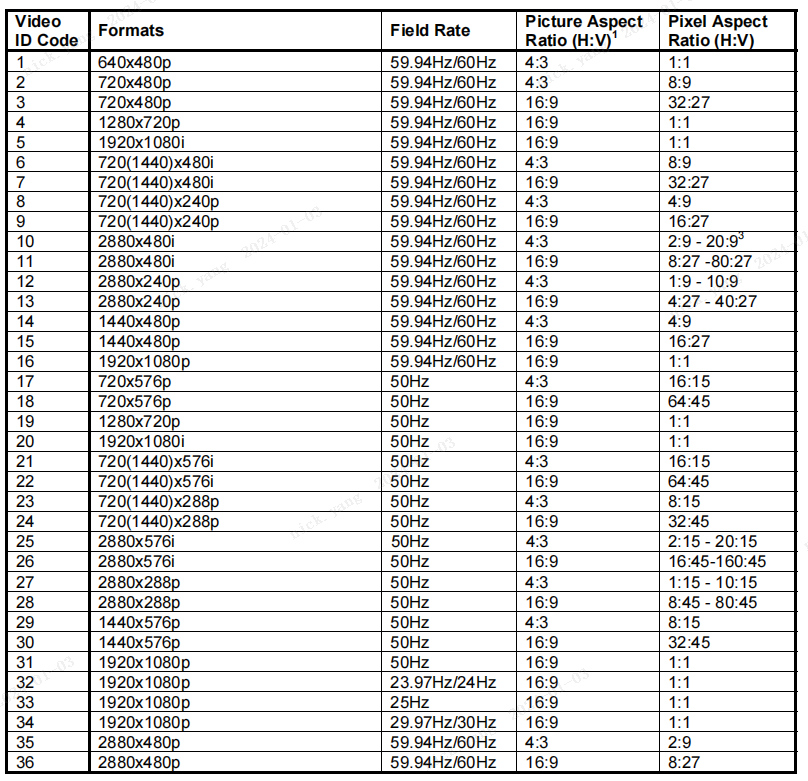 Video ID Code Formats Field Rate Picture Aspect Ratio (H:V)1 Pixel Aspect Ratio (H:V)
1 640x480p 59.94Hz/60Hz 4:3 1:1
2 720x480p 59.94Hz/60Hz 4:3 8:9
3 720x480p 59.94Hz/60Hz 16:9 32:27
4 1280x720p 59.94Hz/60Hz 16:9 1:1
5 1920x1080i 59.94Hz/60Hz 16:9 1:1
6 720(1440)x480i 59.94Hz/60Hz 4:3 8:9
7 720(1440)x480i 59.94Hz/60Hz 16:9 32:27
8 720(1440)x240p 59.94Hz/60Hz 4:3 4:9
9 720(1440)x240p 59.94Hz/60Hz 16:9 16:27
10 2880x480i 59.94Hz/60Hz 4:3 2:9 - 20:93
11 2880x480i 59.94Hz/60Hz 16:9 8:27 -80:27
12 2880x240p 59.94Hz/60Hz 4:3 1:9 - 10:9
13 2880x240p 59.94Hz/60Hz 16:9 4:27 - 40:27
14 1440x480p 59.94Hz/60Hz 4:3 4:9
15 1440x480p 59.94Hz/60Hz 16:9 16:27
16 1920x1080p 59.94Hz/60Hz 16:9 1:1
17 720x576p 50Hz 4:3 16:15
18 720x576p 50Hz 16:9 64:45
19 1280x720p 50Hz 16:9 1:1
20 1920x1080i 50Hz 16:9 1:1
21 720(1440)x576i 50Hz 4:3 16:15
22 720(1440)x576i 50Hz 16:9 64:45
23 720(1440)x288p 50Hz 4:3 8:15
24 720(1440)x288p 50Hz 16:9 32:45
25 2880x576i 50Hz 4:3 2:15 - 20:15
26 2880x576i 50Hz 16:9 16:45-160:45
27 2880x288p 50Hz 4:3 1:15 - 10:15
28 2880x288p 50Hz 16:9 8:45 - 80:45
29 1440x576p 50Hz 4:3 8:15
30 1440x576p 50Hz 16:9 32:45
31 1920x1080p 50Hz 16:9 1:1
32 1920x1080p 23.97Hz/24Hz 16:9 1:1
33 1920x1080p 25Hz 16:9 1:1
34 1920x1080p 29.97Hz/30Hz 16:9 1:1
35 2880x480p 59.94Hz/60Hz 4:3 2:9
36 2880x480p 59.94Hz/60Hz 16:9 8:27
nick.yang 2024-01-03